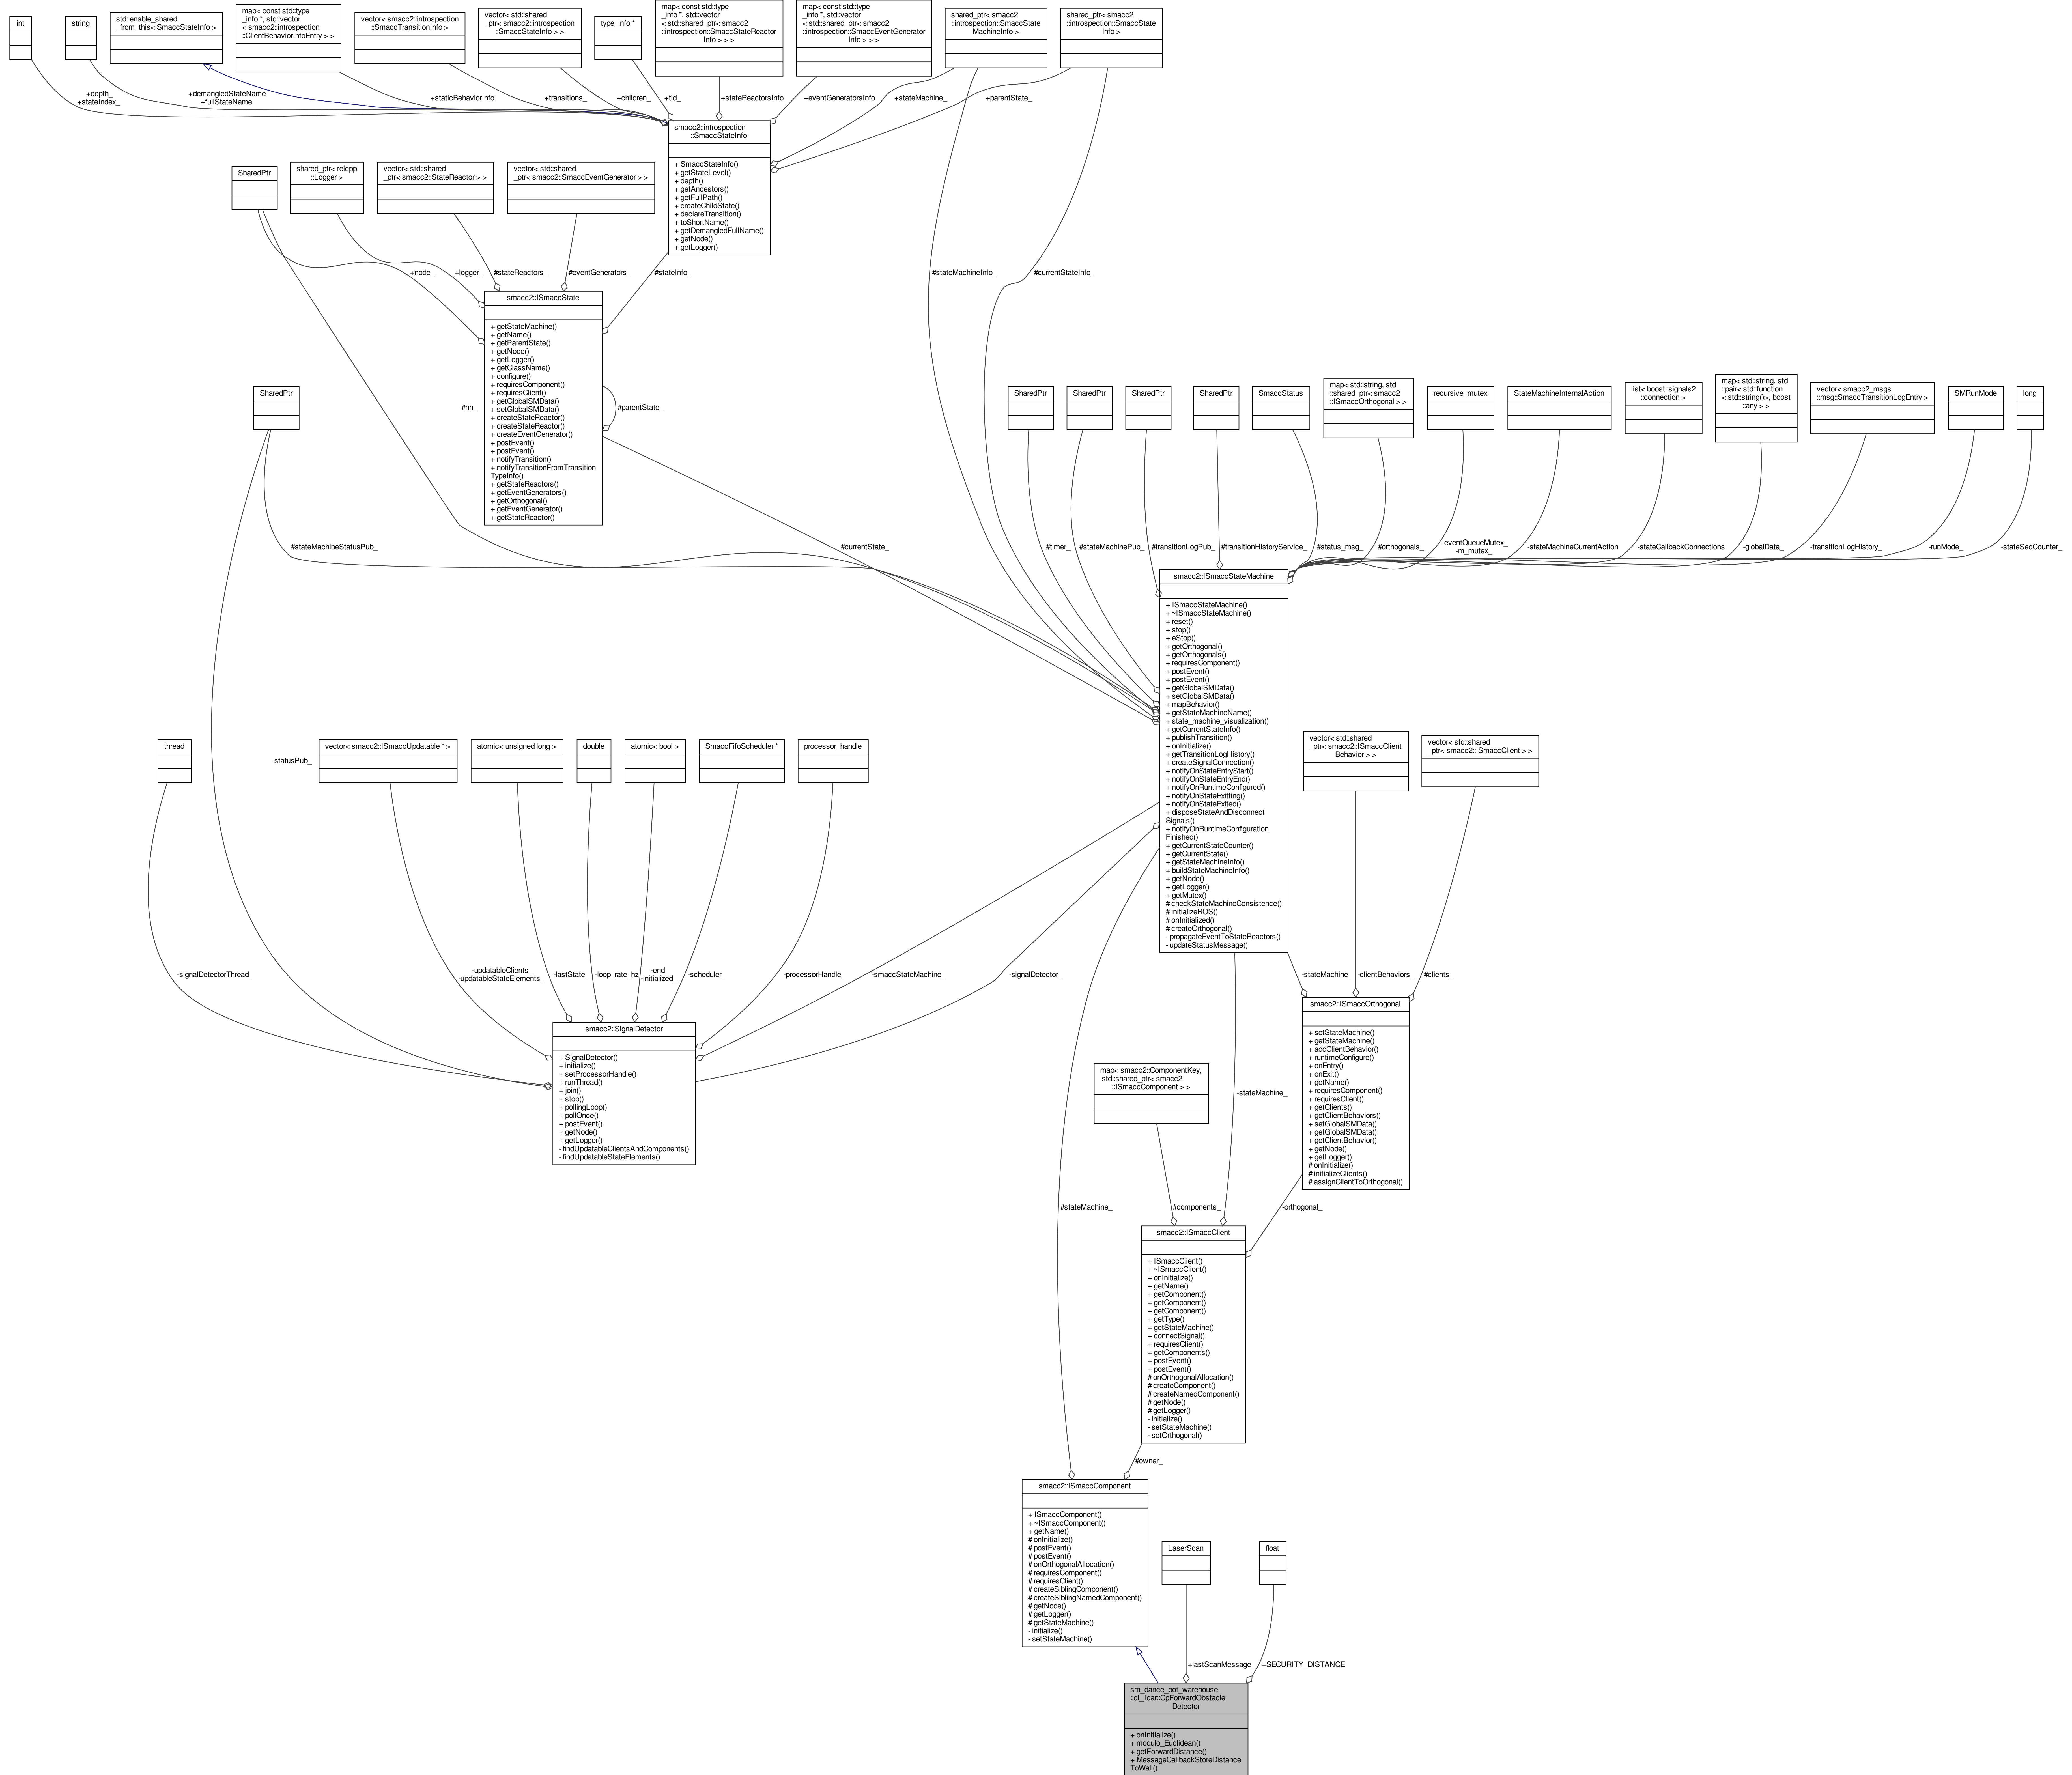 int
string
std::enable_shared
_from_this< SmaccStateInfo >
map< const std::type
_info *, std::vector
< smacc2::introspection
::ClientBehaviorInfoEntry > >
vector< smacc2::introspection
::SmaccTransitionInfo >
vector< std::shared
_ptr< smacc2::introspection
::SmaccStateInfo > >
type_info *
map< const std::type
_info *, std::vector
< std::shared_ptr< smacc2
::introspection::SmaccStateReactor
Info > > >
map< const std::type
_info *, std::vector
< std::shared_ptr< smacc2
::introspection::SmaccEventGenerator
Info > > >
shared_ptr< smacc2
::introspection::SmaccState
MachineInfo >
shared_ptr< smacc2
::introspection::SmaccState
Info >
+depth_
+stateIndex_
+demangledStateName
+fullStateName
+staticBehaviorInfo
+transitions_
+children_
+tid_
+stateReactorsInfo
+eventGeneratorsInfo
+stateMachine_
+parentState_
smacc2::introspection
::SmaccStateInfo
+ SmaccStateInfo()
+ getStateLevel()
+ depth()
+ getAncestors()
+ getFullPath()
+ createChildState()
+ declareTransition()
+ toShortName()
+ getDemangledFullName()
+ getNode()
+ getLogger()
SharedPtr
shared_ptr< rclcpp
::Logger >
vector< std::shared
_ptr< smacc2::StateReactor > >
vector< std::shared
_ptr< smacc2::SmaccEventGenerator > >
+node_
+logger_
#stateReactors_
#eventGenerators_
#stateInfo_
#stateMachineInfo_
#currentStateInfo_
smacc2::ISmaccState
+ getStateMachine()
+ getName()
+ getParentState()
+ getNode()
+ getLogger()
+ getClassName()
+ configure()
+ requiresComponent()
+ requiresClient()
+ getGlobalSMData()
+ setGlobalSMData()
+ createStateReactor()
+ createStateReactor()
+ createEventGenerator()
+ postEvent()
+ postEvent()
+ notifyTransition()
+ notifyTransitionFromTransition
TypeInfo()
+ getStateReactors()
+ getEventGenerators()
+ getOrthogonal()
+ getEventGenerator()
+ getStateReactor()
#nh_
#parentState_
SharedPtr
SharedPtr
SharedPtr
SharedPtr
SharedPtr
SmaccStatus
map< std::string, std
::shared_ptr< smacc2
::ISmaccOrthogonal > >
recursive_mutex
StateMachineInternalAction
list< boost::signals2
::connection >
map< std::string, std
::pair< std::function
< std::string()>, boost
::any > >
vector< smacc2_msgs
::msg::SmaccTransitionLogEntry >
SMRunMode
long
#stateMachineStatusPub_
#currentState_
#timer_
#stateMachinePub_
#transitionLogPub_
#transitionHistoryService_
#status_msg_
#orthogonals_
-eventQueueMutex_
-m_mutex_
-stateMachineCurrentAction
-stateCallbackConnections
-globalData_
-transitionLogHistory_
-runMode_
-stateSeqCounter_
smacc2::ISmaccStateMachine
+ ISmaccStateMachine()
+ ~ISmaccStateMachine()
+ reset()
+ stop()
+ eStop()
+ getOrthogonal()
+ getOrthogonals()
+ requiresComponent()
+ postEvent()
+ postEvent()
+ getGlobalSMData()
+ setGlobalSMData()
+ mapBehavior()
+ getStateMachineName()
+ state_machine_visualization()
+ getCurrentStateInfo()
+ publishTransition()
+ onInitialize()
+ getTransitionLogHistory()
+ createSignalConnection()
+ notifyOnStateEntryStart()
+ notifyOnStateEntryEnd()
+ notifyOnRuntimeConfigured()
+ notifyOnStateExitting()
+ notifyOnStateExited()
+ disposeStateAndDisconnect
Signals()
+ notifyOnRuntimeConfiguration
Finished()
+ getCurrentStateCounter()
+ getCurrentState()
+ getStateMachineInfo()
+ buildStateMachineInfo()
+ getNode()
+ getLogger()
+ getMutex()
# checkStateMachineConsistence()
# initializeROS()
# onInitialized()
# createOrthogonal()
- propagateEventToStateReactors()
- updateStatusMessage()
thread
-statusPub_
vector< smacc2::ISmaccUpdatable * >
atomic< unsigned long >
double
atomic< bool >
SmaccFifoScheduler *
processor_handle
vector< std::shared
_ptr< smacc2::ISmaccClient
Behavior > >
vector< std::shared
_ptr< smacc2::ISmaccClient > >
-signalDetectorThread_
-updatableClients_
-updatableStateElements_
-lastState_
-loop_rate_hz
-end_
-initialized_
-scheduler_
-processorHandle_
-smaccStateMachine_
-signalDetector_
-stateMachine_
-clientBehaviors_
#clients_
smacc2::SignalDetector
+ SignalDetector()
+ initialize()
+ setProcessorHandle()
+ runThread()
+ join()
+ stop()
+ pollingLoop()
+ pollOnce()
+ postEvent()
+ getNode()
+ getLogger()
- findUpdatableClientsAndComponents()
- findUpdatableStateElements()
smacc2::ISmaccOrthogonal
+ setStateMachine()
+ getStateMachine()
+ addClientBehavior()
+ runtimeConfigure()
+ onEntry()
+ onExit()
+ getName()
+ requiresComponent()
+ requiresClient()
+ getClients()
+ getClientBehaviors()
+ setGlobalSMData()
+ getGlobalSMData()
+ getClientBehavior()
+ getNode()
+ getLogger()
# onInitialize()
# initializeClients()
# assignClientToOrthogonal()
map< smacc2::ComponentKey,
std::shared_ptr< smacc2
::ISmaccComponent > >
-stateMachine_
#stateMachine_
#components_
-orthogonal_
smacc2::ISmaccClient
+ ISmaccClient()
+ ~ISmaccClient()
+ onInitialize()
+ getName()
+ getComponent()
+ getComponent()
+ getComponent()
+ getType()
+ getStateMachine()
+ connectSignal()
+ requiresClient()
+ getComponents()
+ postEvent()
+ postEvent()
# onOrthogonalAllocation()
# createComponent()
# createNamedComponent()
# getNode()
# getLogger()
- initialize()
- setStateMachine()
- setOrthogonal()
#owner_
smacc2::ISmaccComponent
+ ISmaccComponent()
+ ~ISmaccComponent()
+ getName()
# onInitialize()
# postEvent()
# postEvent()
# onOrthogonalAllocation()
# requiresComponent()
# requiresClient()
# createSiblingComponent()
# createSiblingNamedComponent()
# getNode()
# getLogger()
# getStateMachine()
- initialize()
- setStateMachine()
LaserScan
float
+lastScanMessage_
+SECURITY_DISTANCE
sm_dance_bot_warehouse
::cl_lidar::CpForwardObstacle
Detector
+ onInitialize()
+ modulo_Euclidean()
+ getForwardDistance()
+ MessageCallbackStoreDistance
ToWall()